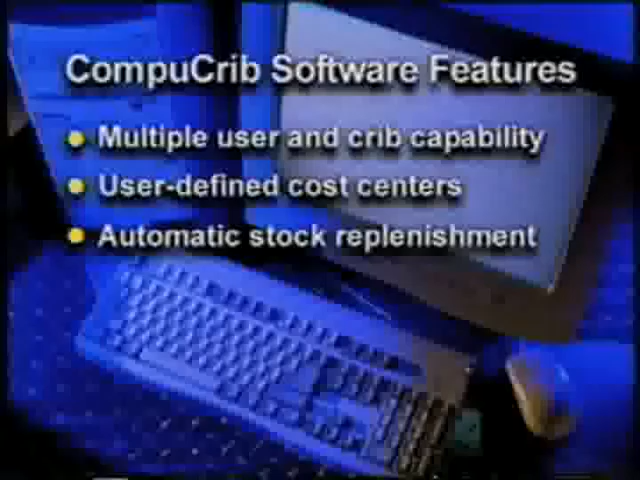 CompuCrib Software Features
Multiple user and crib capability
User-defined cost centers
Automatic stock replenishment